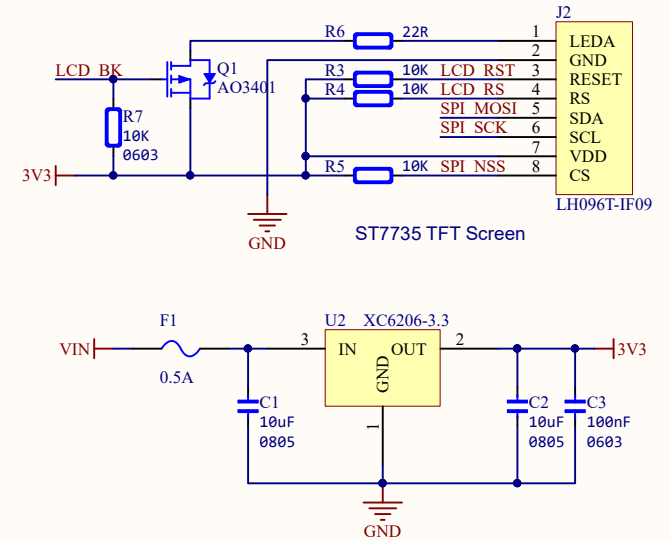 J2
R6 22R 1 LEDA
2 GND
LCD_BK Q1 R3 10K LCD_RST 3 RESET
AO3401 R4 10K LCD_RS 4 RS
R7 SPI_MOSI 5 SDA
10K SPI_SCK 6 SCL
0603 7 VDD
3V3 R5 10K SPI_NSS 8 CS
LH096T-IF09
GND ST7735 TFT Screen
F1 U2 XC6206-3.3
VIN 3 IN OUT 2 3V3
0.5A GND
C1 C2 C3
10uF 1 10uF 100nF
0805 0805 0603
GND